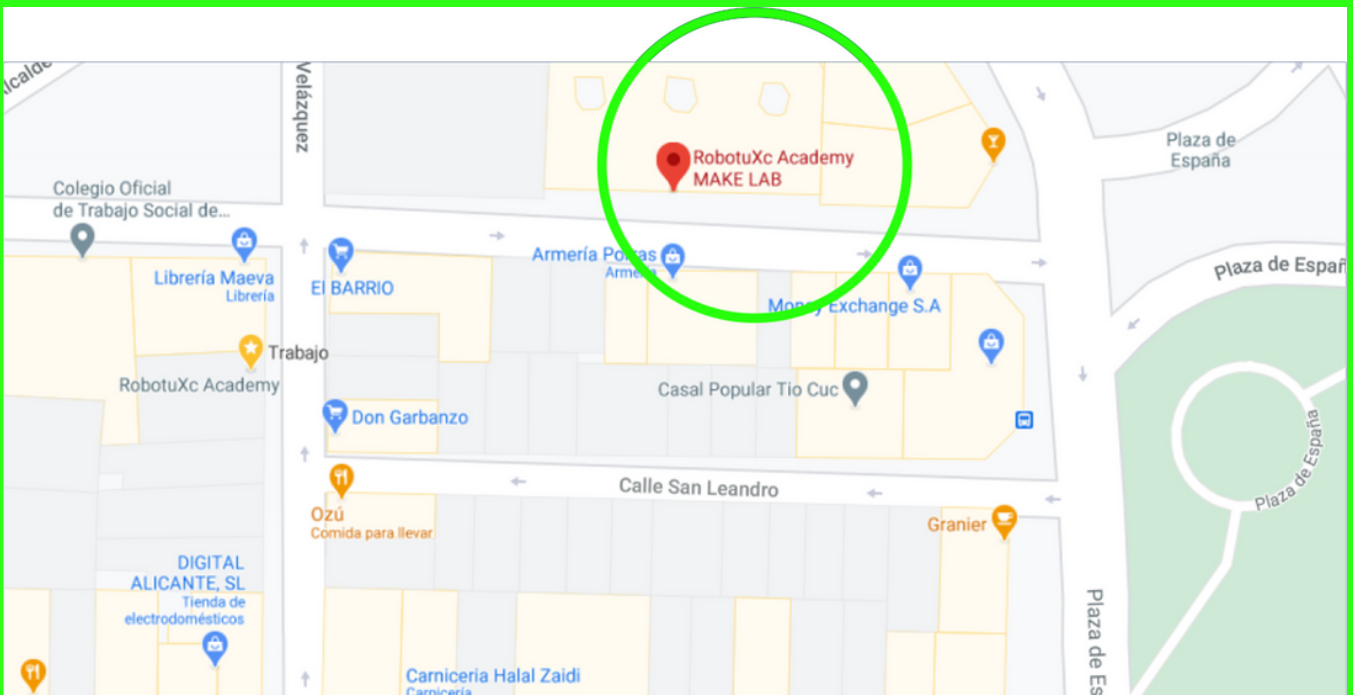 lcalde
Velázquez
Plaza de
España
RobotuXc Academy
MAKE LAB
Colegio Oficial
de Trabajo Social de...
Armería Porras
Armería
Plaza de Españ
Librería Maeva
Librería
El BARRIO
Money Exchange S.A
Trabajo
RobotuXc Academy
Casal Popular Tio Cuc
Don Garbanzo
Plaza de España
Calle San Leandro
Ozú
Comida para llevar
Granier
DIGITAL
ALICANTE, SL
Tienda de
electrodomésticos
Plaza de Es
Carniceria Halal Zaidi
Carnicería